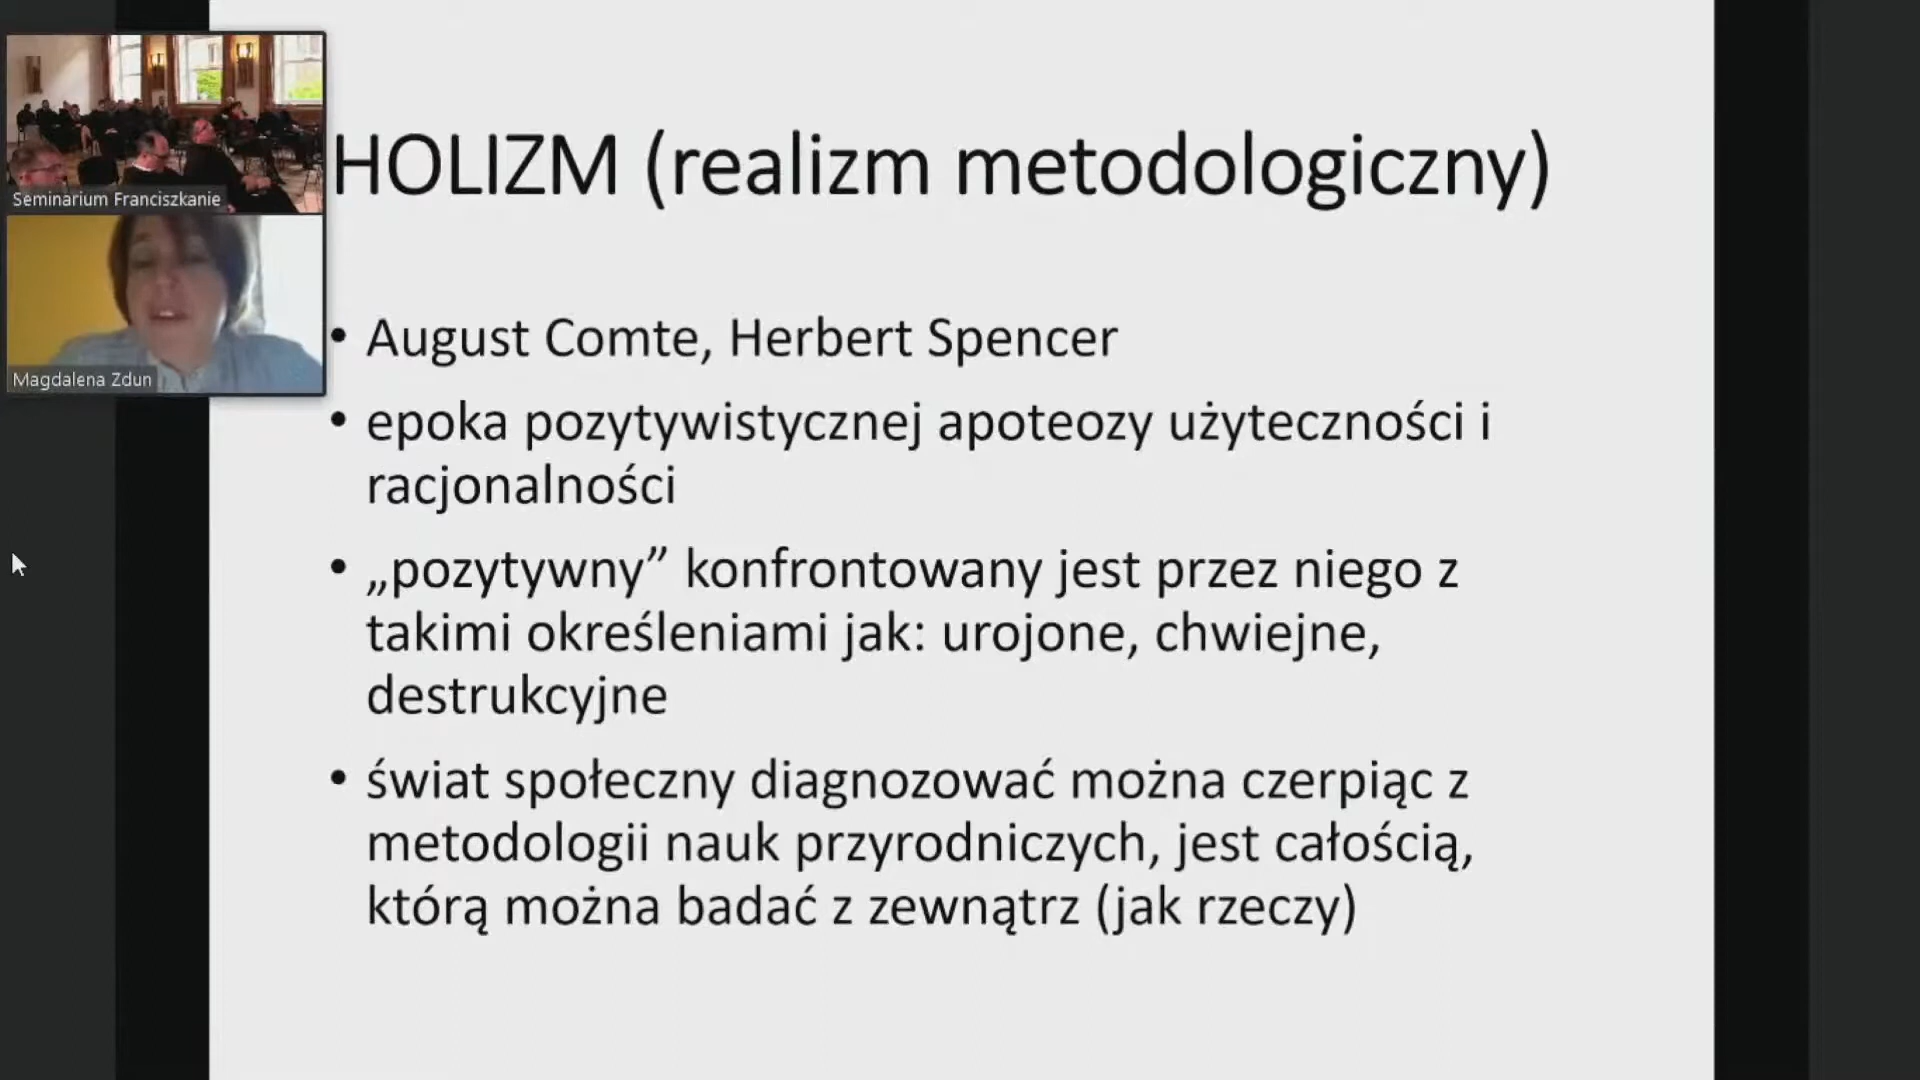 Seminarium Franciszkanie
Magdalena Zdun
HOLIZM (realizm metodologiczny)
• August Comte, Herbert Spencer
• epoka pozytywistycznej apoteozy użyteczności i
racjonalności
• „pozytywny” konfrontowany jest przez niego z
takimi określeniami jak: urojone, chwiejne,
destrukcyjne
• świat społeczny diagnozować można czerpiąc z
metodologii nauk przyrodniczych, jest całością,
którą można badać z zewnątrz (jak rzeczy)